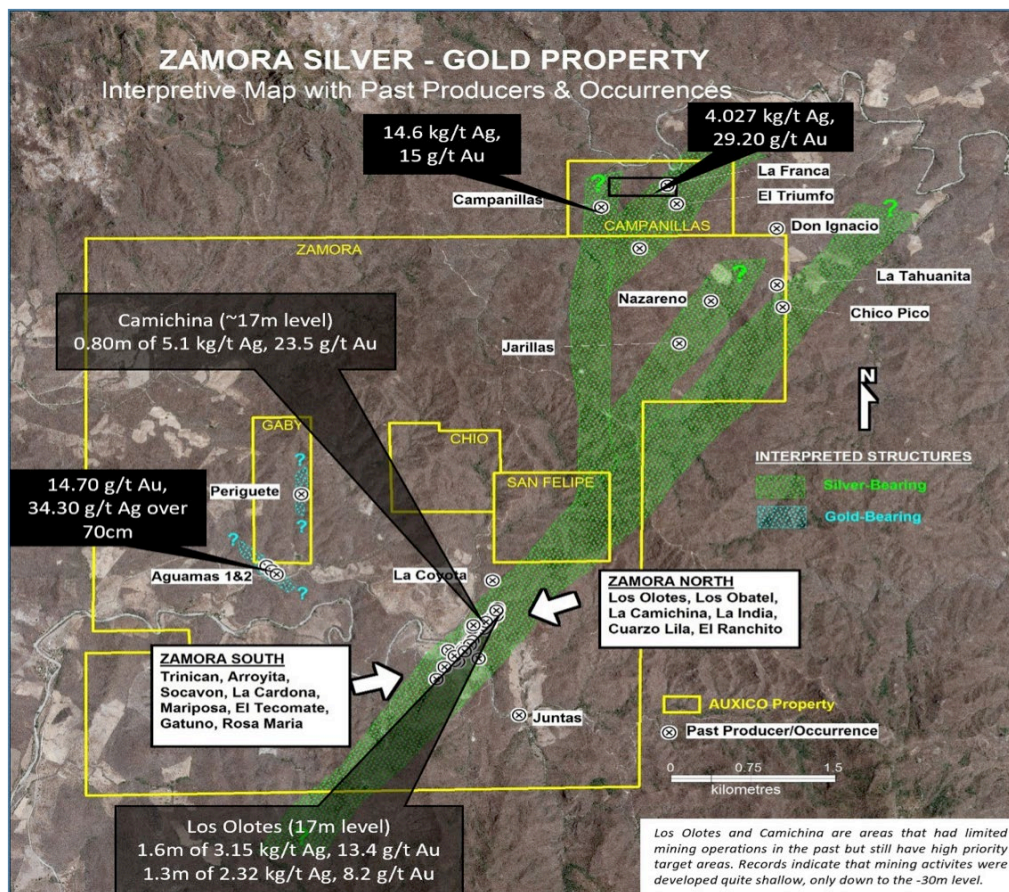 ZAMORA SILVER - GOLD PROPERTY
Interpretive Map with Past Producers & Occurrences
14.6 kg/t Ag,
15 g/t Au
4.027 kg/t Ag,
29.20 g/t Au
La Franca
El Triumfo
Campanillas
?
CAMPANILLAS
Don Ignacio
?
ZAMORA
La Tahuanita
?
Nazareno
Chico Pico
Camichina (~17m level)
0.80m of 5.1 kg/t Ag, 23.5 g/t Au
Jarillas
N
GABY
CHIO
INTERPRETED STRUCTURES
Silver-Bearing
Gold-Bearing
?
14.70 g/t Au,
34.30 g/t Ag over
70cm
Periguete
SAN FELIPE
?
?
Aguamas 1&2
?
La Coyota
ZAMORA NORTH
Los Olotes, Los Obatel,
La Camichina, La India,
Cuarzo Lila, El Ranchito
ZAMORA SOUTH
Trinican, Arroyita,
Socavon, La Cardona,
Mariposa, El Tecomate,
Gatuno, Rosa Maria
AUXICO Property
Juntas
Past Producer/Occurrence
0 0.75 1.5
kilometres
Los Olotes (17m level)
1.6m of 3.15 kg/t Ag, 13.4 g/t Au
1.3m of 2.32 kg/t Ag, 8.2 g/t Au
?
Los Olotes and Camichina are areas that had limited
mining operations in the past but still have high priority
target areas. Records indicate that mining activites were
developed quite shallow, only down to the -30m level.